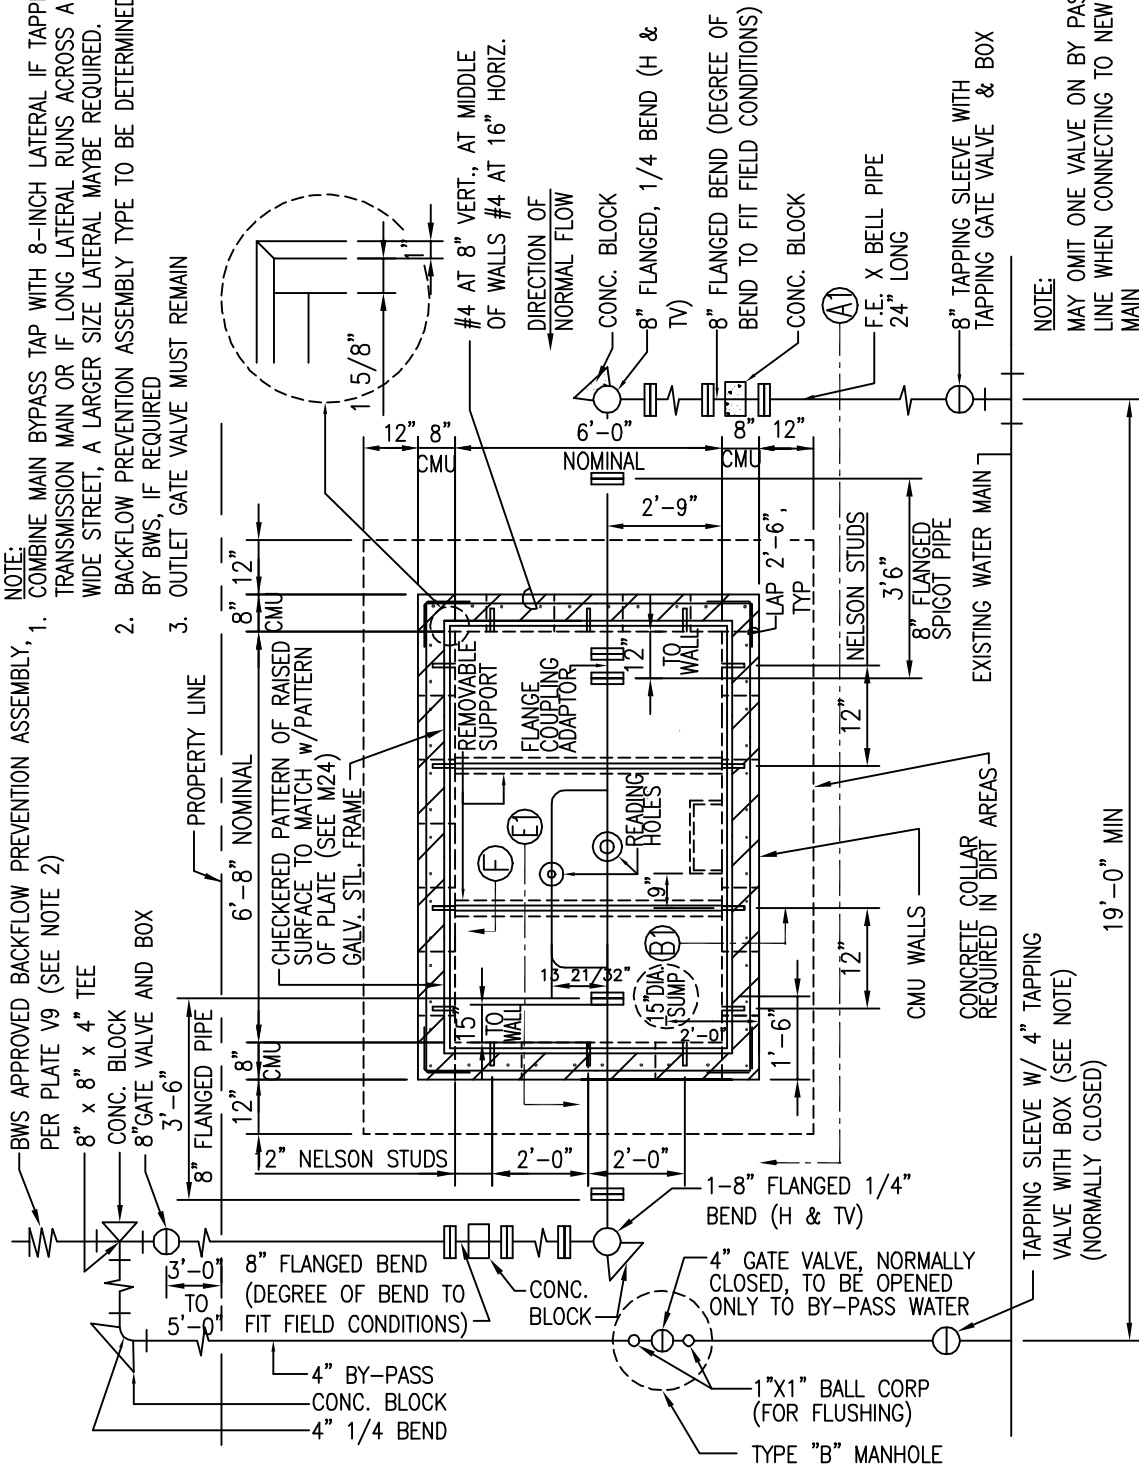 NOTE:
1. COMBINE MAIN BYPASS TAP WITH 8-INCH LATERAL IF
TRANSMISSION MAIN OR IF LONG LATERAL RUNS ACROSS A
WIDE STREET, A LARGER SIZE LATERAL MAYBE REQUIRED.
2. BACKFLOW PREVENTION ASSEMBLY TYPE TO BE DETERMINED
BY BWS, IF REQUIRED
3. OUTLET GATE VALVE MUST REMAIN
BWS APPROVED BACKFLOW PREVENTION ASSEMBLY,
PER PLATE V9 (SEE NOTE 2)
8" x 8" x 4" TEE
CONC. BLOCK
8"GATE VALVE AND BOX
3'-6"
8" FLANGED PIPE
PROPERTY LINE
12"
8"
CMU
6'-8" NOMINAL
8"
CMU
12"
CHECKERED PATTERN OF RAISED
SURFACE TO MATCH w/PATTERN
OF PLATE (SEE M24)
GALV. STL. FRAME
1 5/8"
1"
#4 AT 8" VERT., AT MIDDLE
OF WALLS #4 AT 16" HORIZ.
DIRECTION OF
NORMAL FLOW
CONC. BLOCK
8" FLANGED, 1/4 BEND (H &
TV)
8" FLANGED BEND (DEGREE OF
BEND TO FIT FIELD CONDITIONS)
CONC. BLOCK
A1
F.E. X BELL PIPE
24" LONG
8" TAPPING SLEEVE WITH
TAPPING GATE VALVE & BOX
NOTE:
MAY OMIT ONE VALVE ON BY
LINE WHEN CONNECTING TO NEW
MAIN
12"
8"
CMU
6'-0"
NOMINAL
8"
CMU
12"
2'-9"
REMOVABLE
SUPPORT
FLANGE
COUPLING
ADAPTOR
12"
TO
WALL
LAP 2'-6",
TYP
NELSON STUDS
3'6"
8" FLANGED
SPIGOT PIPE
EXISTING WATER MAIN
12"
F
E1
READING
HOLES
9"
B1
13 21/32"
15" DIA.
SUMP
15"
TO
WALL
2'-0"
1'-6"
12"
CMU WALLS
CONCRETE COLLAR
REQUIRED IN DIRT AREAS
19'-0" MIN
2" NELSON STUDS
2'-0"
2'-0"
3'-0"
TO
5'-0"
8" FLANGED BEND
(DEGREE OF BEND TO
FIT FIELD CONDITIONS)
CONC.
BLOCK
1-8" FLANGED 1/4"
BEND (H & TV)
4" GATE VALVE, NORMALLY
CLOSED, TO BE OPENED
ONLY TO BY-PASS WATER
TAPPING SLEEVE W/ 4" TAPPING
VALVE WITH BOX (SEE NOTE)
(NORMALLY CLOSED)
4" BY-PASS
CONC. BLOCK
4" 1/4 BEND
1"X1" BALL CORP
(FOR FLUSHING)
TYPE "B" MANHOLE